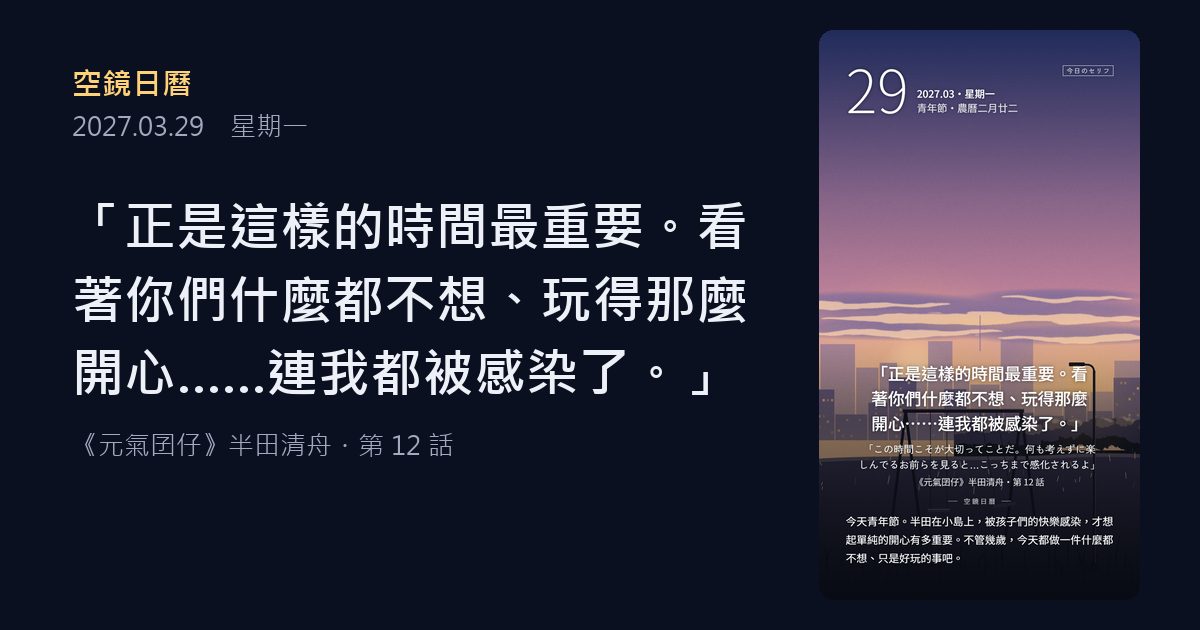 空鏡日曆
2027.03.29 星期一
「正是這樣的時間最重要。看
著你們什麼都不想、玩得那麼
開心……連我都被感染了。」
《元氣囝仔》半田清舟・第 12 話
29
2027.03・星期一
青年節・農曆二月廿二
今日のセリフ
「正是這樣的時間最重要。看
著你們什麼都不想、玩得那麼
開心……連我都被感染了。」
「この時間こそが大切ってことだ。何も考えずに楽
しんでるお前らを見ると…こっちまで感化されるよ」
《元氣囝仔》半田清舟・第 12 話
— 空鏡日曆 —
今天青年節。半田在小島上，被孩子們的快樂感染，才想
起單純的開心有多重要。不管幾歲，今天都做一件什麼都
不想、只是好玩的事吧。